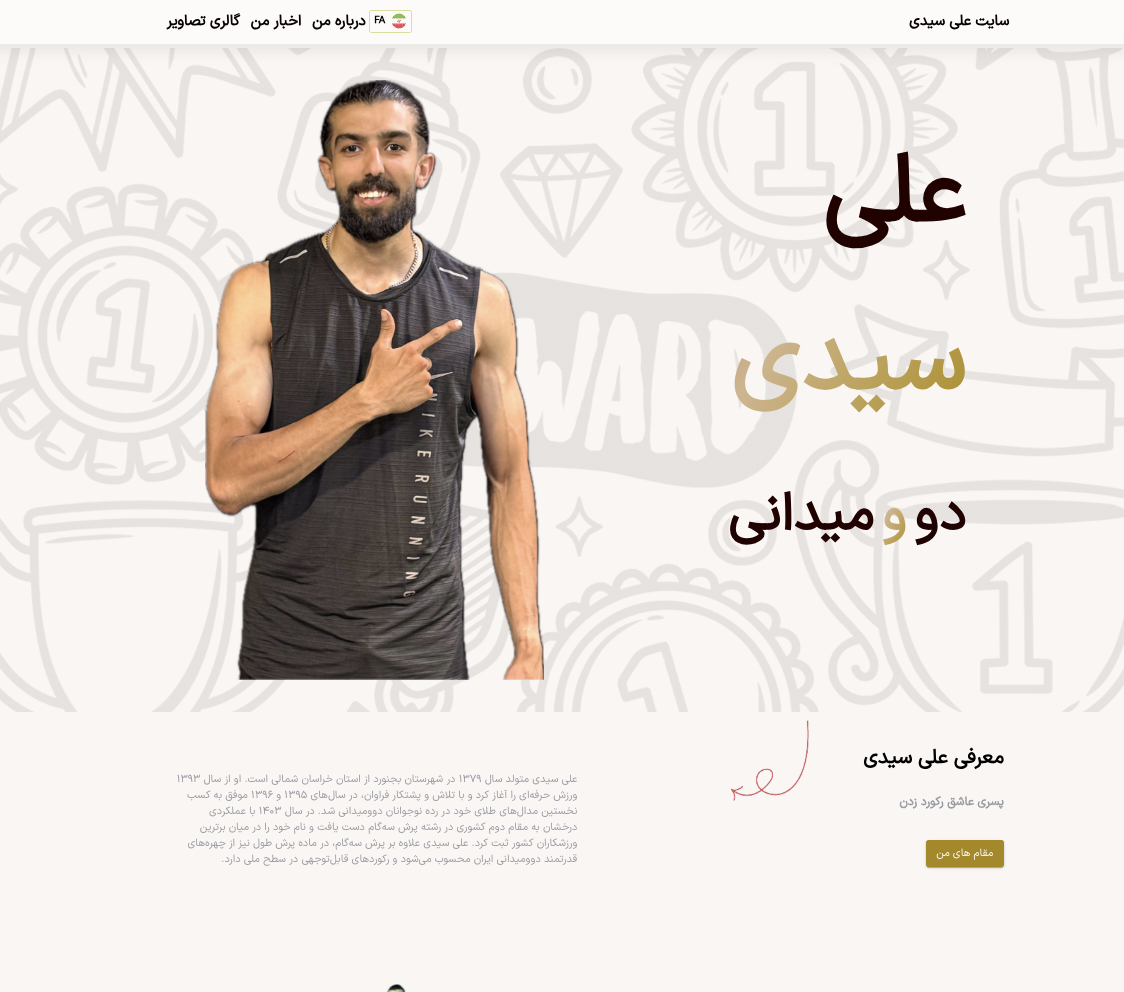 سایت علی سیدی
FA درباره من اخبار من گالری تصاویر
علی
سیدی
دو و میدانی
1
1
1
1
1
AWARD
NIKE RUNNING
معرفی علی سیدی
پسری عاشق رکورد زدن
مقام های من
علی سیدی متولد سال ۱۳۷۹ در شهرستان بجنورد از استان خراسان شمالی است. او از سال ۱۳۹۳
ورزش حرفه‌ای را آغاز کرد و با تلاش و پشتکار فراوان، در سال‌های ۱۳۹۵ و ۱۳۹۶ موفق به کسب
نخستین مدال‌های طلای خود در رده نوجوانان دوومیدانی شد. در سال ۱۴۰۳ با عملکردی
درخشان به مقام دوم کشوری در رشته پرش سه‌گام دست یافت و نام خود را در میان برترین
ورزشکاران کشور ثبت کرد. علی سیدی علاوه بر پرش سه‌گام، در ماده پرش طول نیز از چهره‌های
قدرتمند دوومیدانی ایران محسوب می‌شود و رکوردهای قابل‌توجهی در سطح ملی دارد.